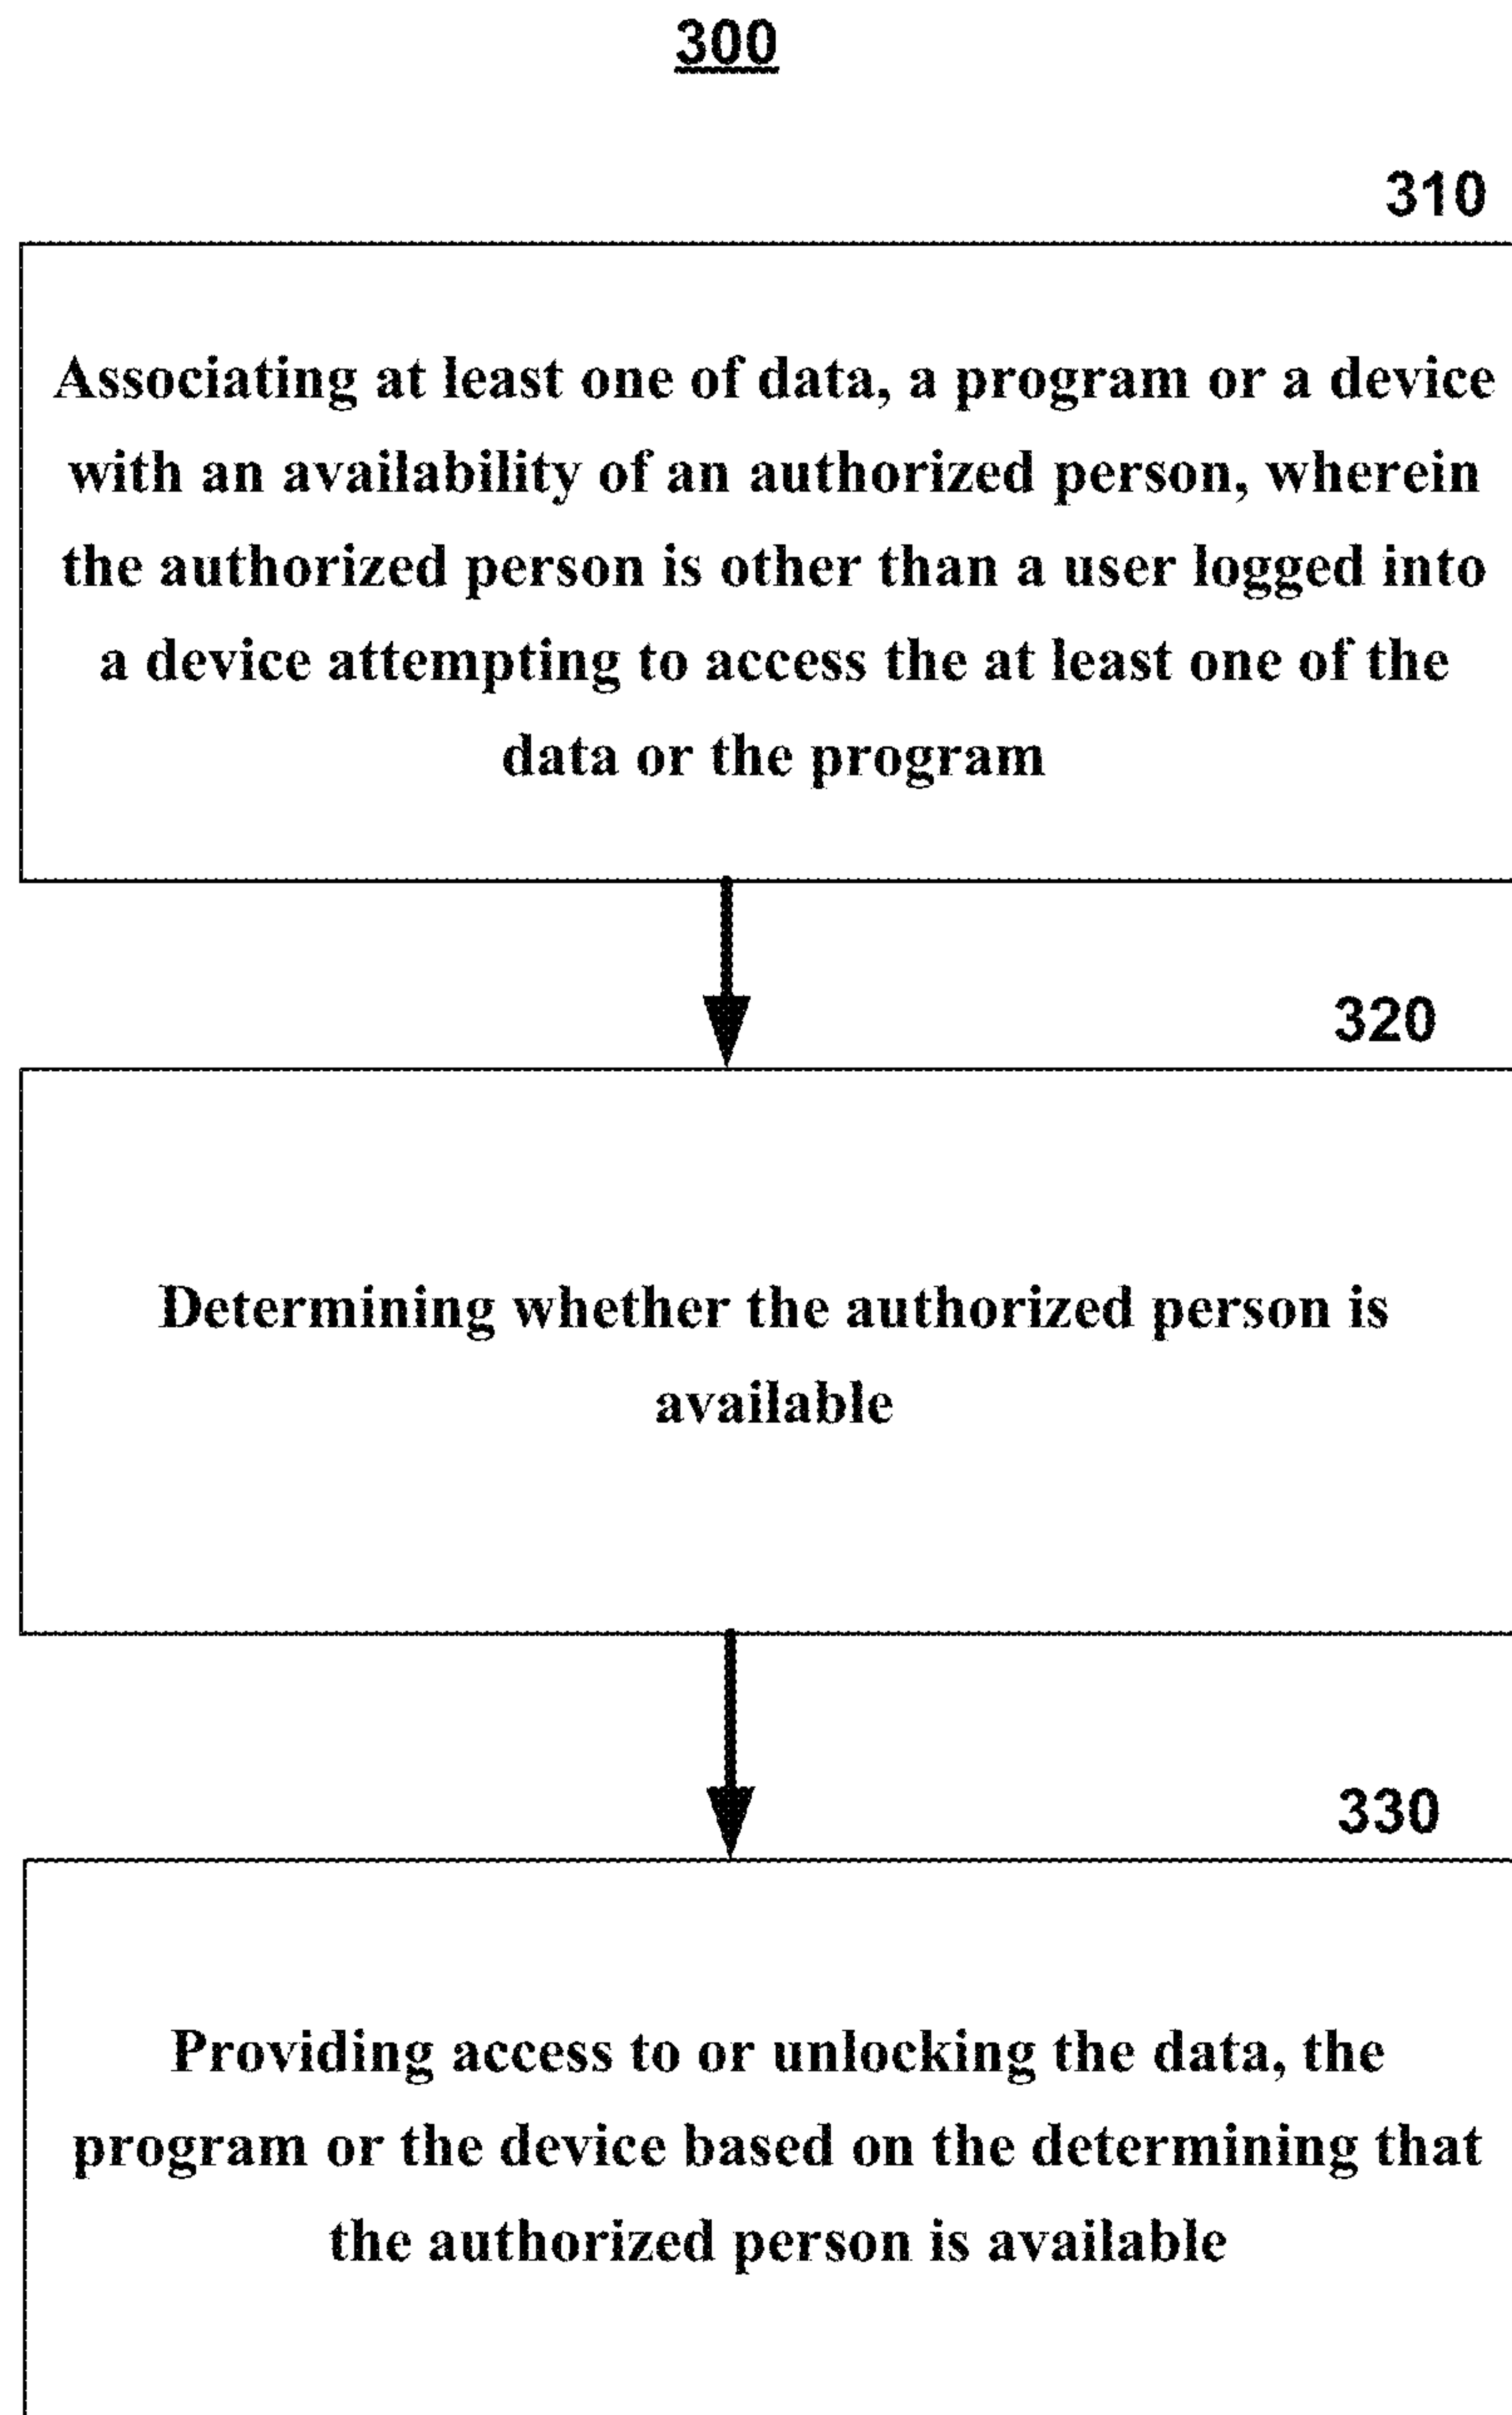 300
310
Associating at least one of data, a program or a device
with an availability of an authorized person, wherein
the authorized person is other than a user logged into
a device attempting to access the at least one of the
data or the program
320
Determining whether the authorized person is
available
330
Providing access to or unlocking the data, the
program or the device based on the determining that
the authorized person is available